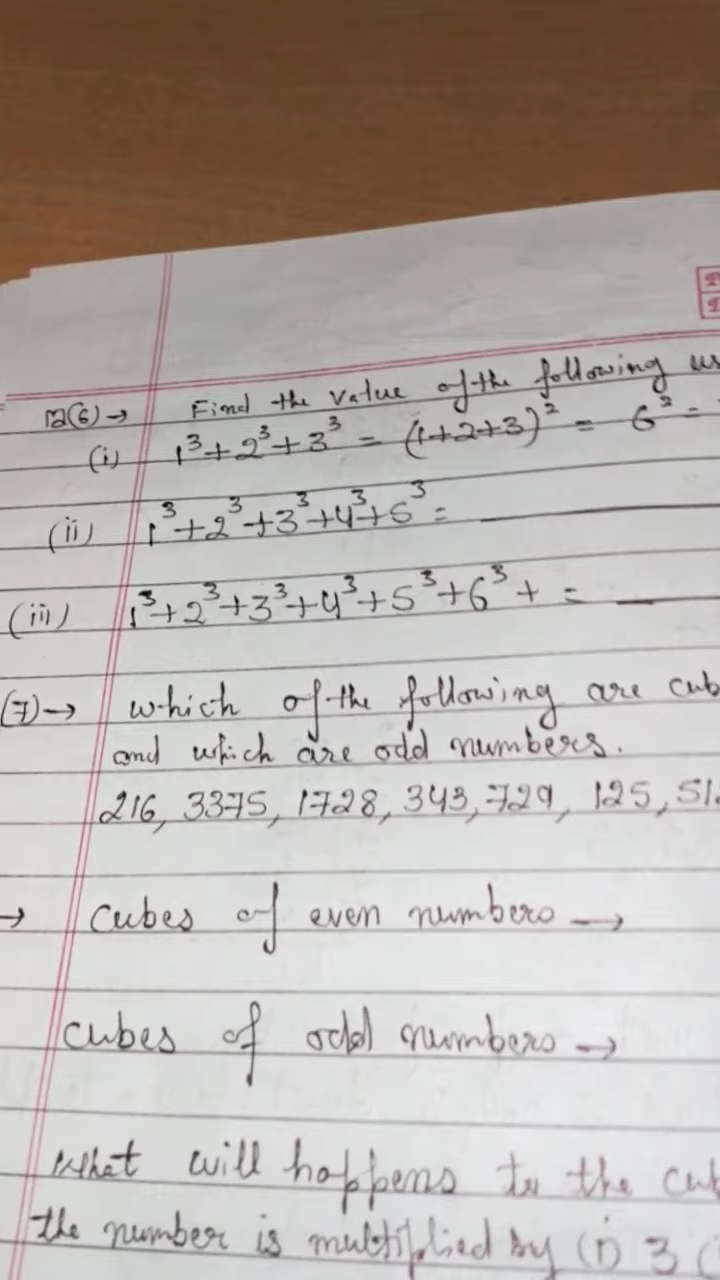 (6)→ Find the value of the following
(i) 1³+2³+3³ = (1+2+3)² = 6² =
(ii) 1³+2³+3³+4³+5³ =
(iii) 1³+2³+3³+4³+5³+6³+ =
(7)→ which of the following are cub
and which are odd numbers.
216, 3375, 1728, 343, 729, 125, 51
→ cubes of even numbers →
cubes of odd numbers →
What will happens to the cub
the number is multiplied by (i) 3 (